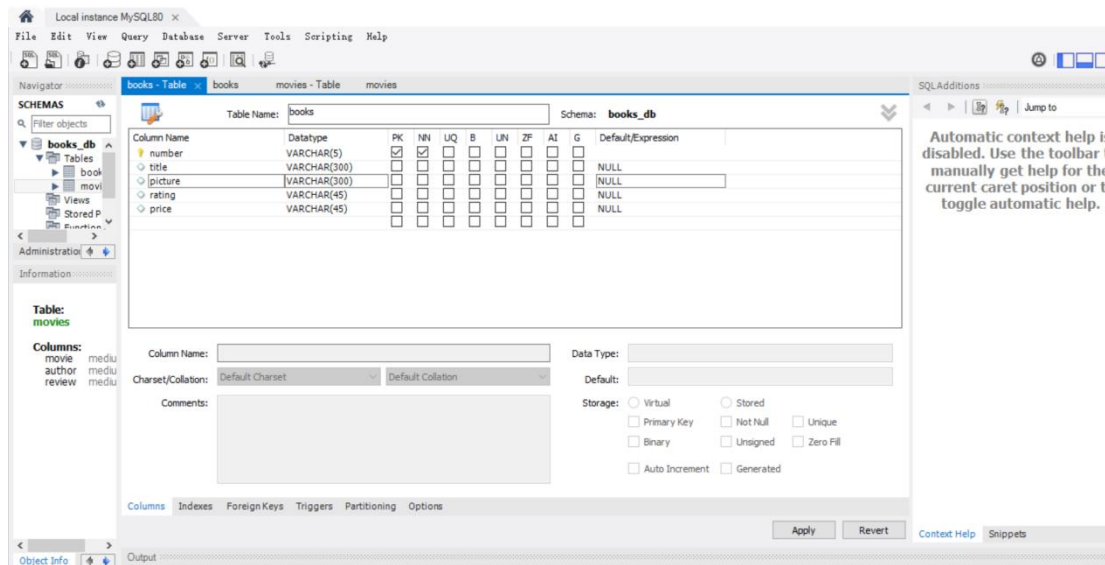 Local instance MySQL80
File Edit View Query Database Server Tools Scripting Help
Navigator
SCHEMAS
Filter objects
books_db
Tables
book
movi
Views
Stored P
Function
Administration
Information
Table:
movies
Columns:
movie mediu
author mediu
review mediu
Object Info
books - Table books movies - Table movies
Table Name: books Schema: books_db
Column Name Datatype PK NN UQ B UN ZF AI G Default/Expression
number VARCHAR(5)
title VARCHAR(300) NULL
picture VARCHAR(300) NULL
rating VARCHAR(45) NULL
price VARCHAR(45) NULL
Column Name: Data Type:
Charset/Collation: Default Charset Default Collation Default:
Comments: Storage: Virtual Stored
Primary Key Not Null Unique
Binary Unsigned Zero Fill
Auto Increment Generated
Columns Indexes Foreign Keys Triggers Partitioning Options
Apply Revert
Output
SQLAdditions
Jump to
Automatic context help is
disabled. Use the toolbar
manually get help for the
current caret position or t
toggle automatic help.
Context Help Snippets